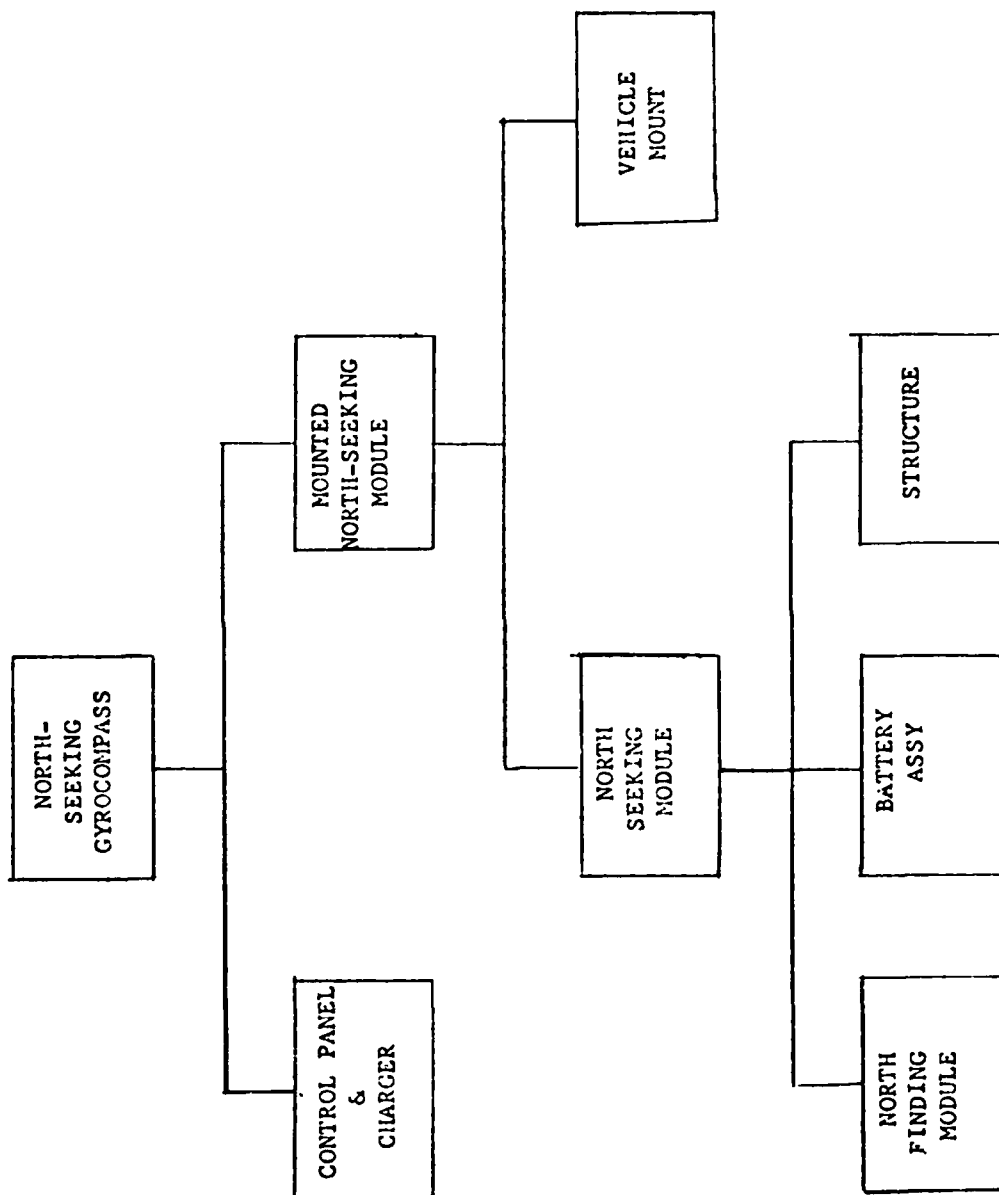 NORTH-
SEEKING
GYROCOMPASS
CONTROL PANEL
&
CHARGER
MOUNTED
NORTH-SEEKING
MODULE
NORTH
SEEKING
MODULE
VEHICLE
MOUNT
NORTH
FINDING
MODULE
BATTERY
ASSY
STRUCTURE